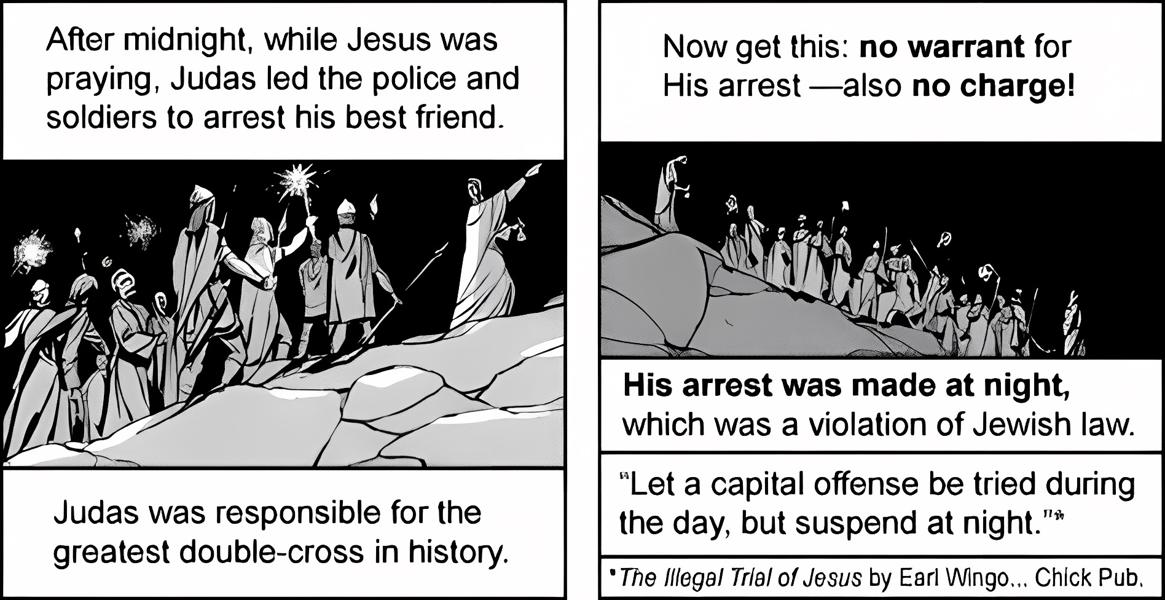 After midnight, while Jesus was
praying, Judas led the police and
soldiers to arrest his best friend.
Judas was responsible for the
greatest double-cross in history.
Now get this: no warrant for
His arrest —also no charge!
His arrest was made at night,
which was a violation of Jewish law.
"Let a capital offense be tried during
the day, but suspend at night."*
*The Illegal Trial of Jesus by Earl Wingo... Chick Pub.